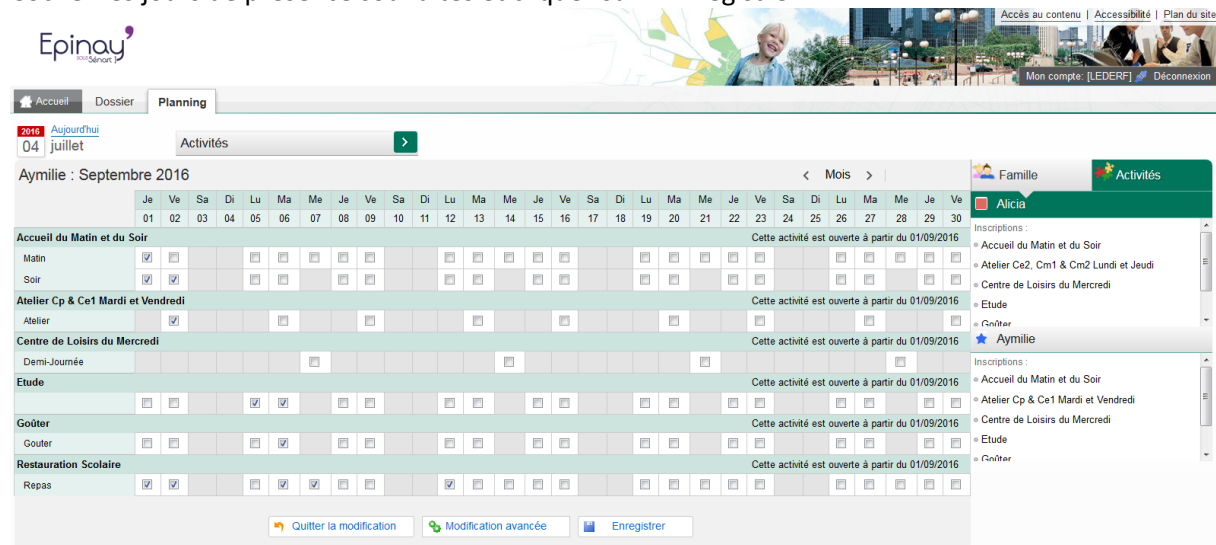 Accès au contenu | Accessibilité | Plan du site
Epinay
sous Sénart
Mon compte: [LEDERF] Déconnexion
Accueil Dossier Planning
2016 Aujourd'hui
04 juillet Activités
Aymilie : Septembre 2016 < Mois > Famille Activités
Je Ve Sa Di Lu Ma Me Je Ve Sa Di Lu Ma Me Je Ve Sa Di Lu Ma Me Je Ve Sa Di Lu Ma Me Je Ve
01 02 03 04 05 06 07 08 09 10 11 12 13 14 15 16 17 18 19 20 21 22 23 24 25 26 27 28 29 30
Accueil du Matin et du Soir Cette activité est ouverte à partir du 01/09/2016
Matin
Soir
Atelier Cp & Ce1 Mardi et Vendredi Cette activité est ouverte à partir du 01/09/2016
Atelier
Centre de Loisirs du Mercredi Cette activité est ouverte à partir du 01/09/2016
Demi-Journée
Etude Cette activité est ouverte à partir du 01/09/2016
Goûter Cette activité est ouverte à partir du 01/09/2016
Gouter
Restauration Scolaire Cette activité est ouverte à partir du 01/09/2016
Repas
Quitter la modification Modification avancée Enregistrer
Alicia
Inscriptions :
Accueil du Matin et du Soir
Atelier Ce2, Cm1 & Cm2 Lundi et Jeudi
Centre de Loisirs du Mercredi
Etude
Goûter
Aymilie
Inscriptions :
Accueil du Matin et du Soir
Atelier Cp & Ce1 Mardi et Vendredi
Centre de Loisirs du Mercredi
Etude
Goûter